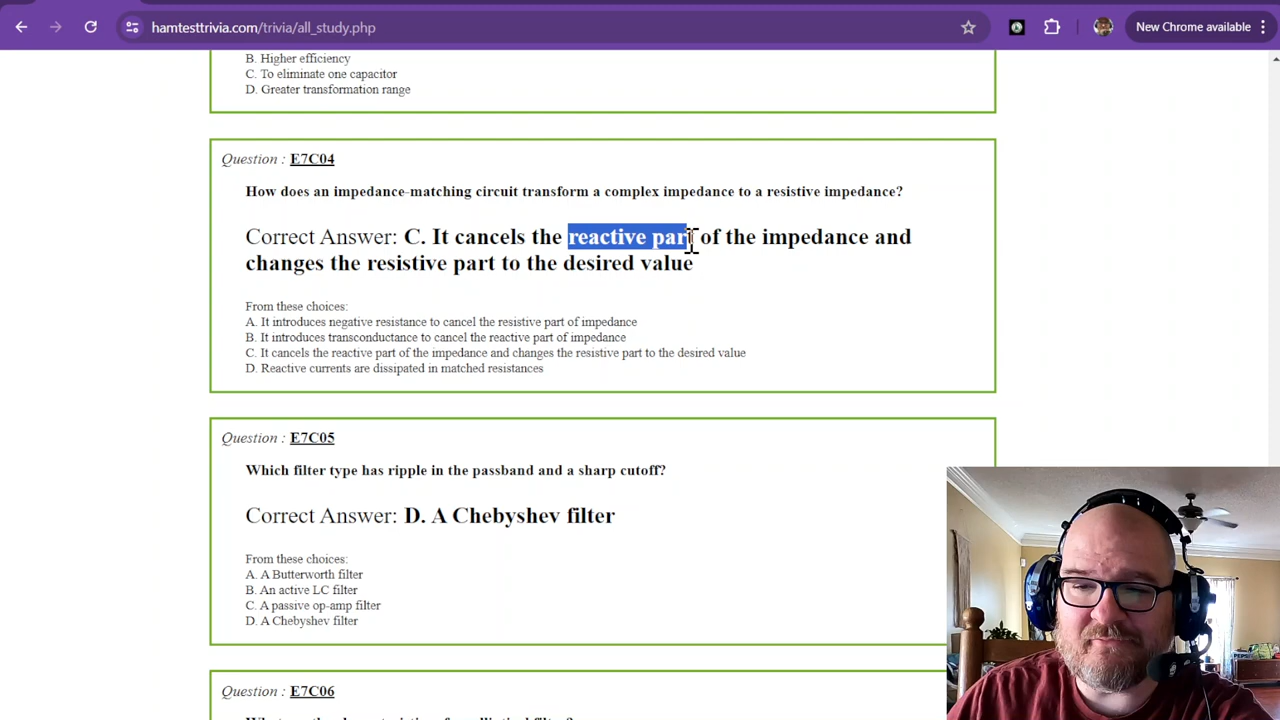 hamtesttrivia.com/trivia/all_study.php
New Chrome available
B. Higher efficiency
C. To eliminate one capacitor
D. Greater transformation range
Question : E7C04
How does an impedance-matching circuit transform a complex impedance to a resistive impedance?
Correct Answer: C. It cancels the reactive part of the impedance and
changes the resistive part to the desired value
From these choices:
A. It introduces negative resistance to cancel the resistive part of impedance
B. It introduces transconductance to cancel the reactive part of impedance
C. It cancels the reactive part of the impedance and changes the resistive part to the desired value
D. Reactive currents are dissipated in matched resistances
Question : E7C05
Which filter type has ripple in the passband and a sharp cutoff?
Correct Answer: D. A Chebyshev filter
From these choices:
A. A Butterworth filter
B. An active LC filter
C. A passive op-amp filter
D. A Chebyshev filter
Question : E7C06